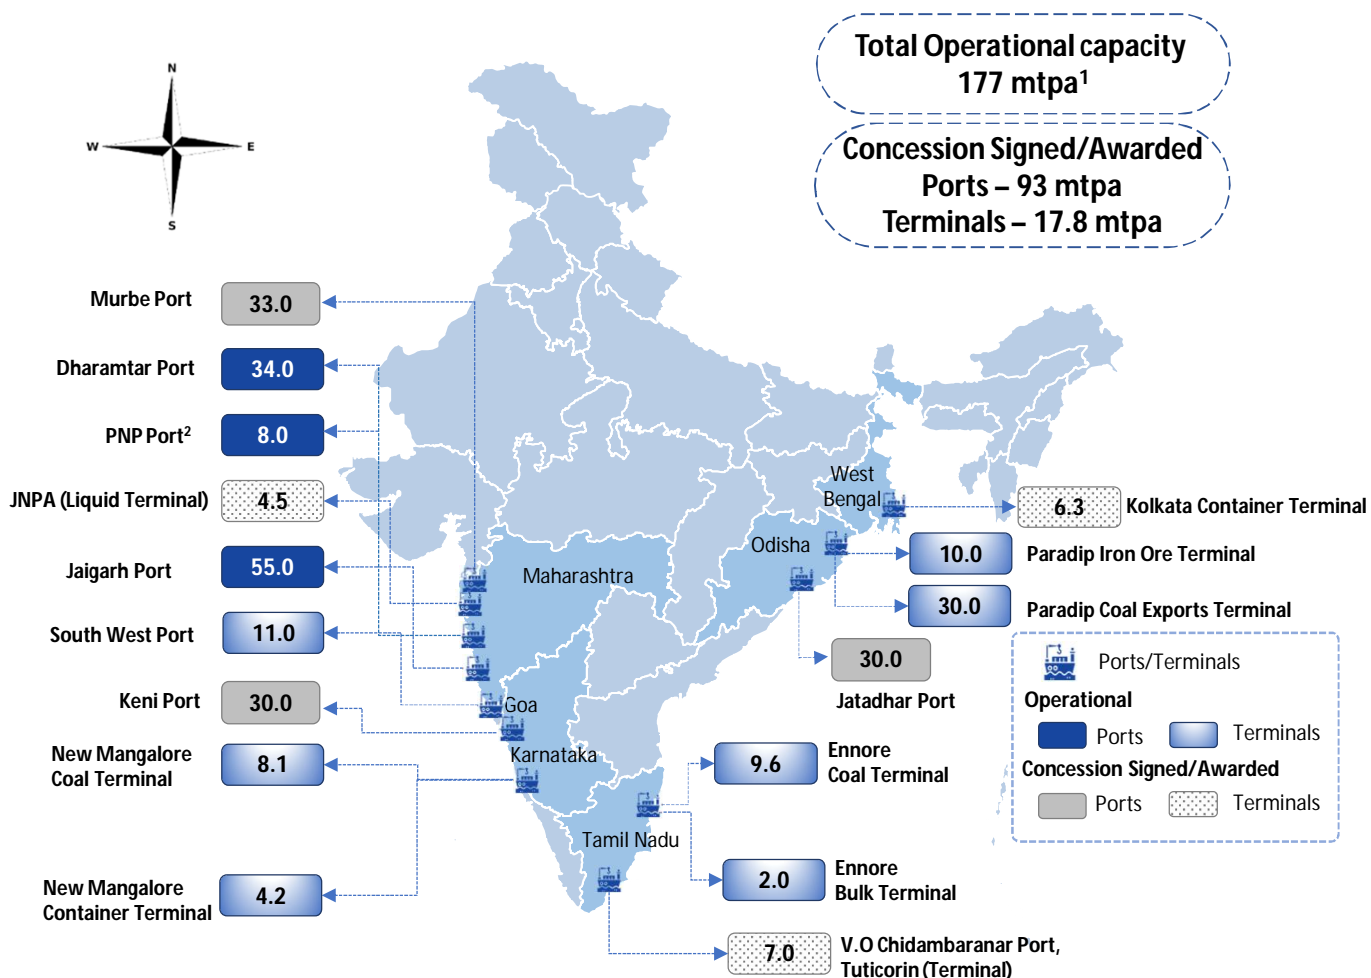 Total Operational capacity
177 mtpa¹
Concession Signed/Awarded
Ports – 93 mtpa
Terminals – 17.8 mtpa
N
W
E
S
Murbe Port
33.0
Dharamtar Port
34.0
PNP Port²
8.0
JNPA (Liquid Terminal)
4.5
Jaigarh Port
55.0
South West Port
11.0
Keni Port
30.0
New Mangalore
Coal Terminal
8.1
New Mangalore
Container Terminal
4.2
Maharashtra
Goa
Karnataka
Tamil Nadu
Odisha
West
Bengal
6.3
Kolkata Container Terminal
10.0
Paradip Iron Ore Terminal
30.0
Paradip Coal Exports Terminal
30.0
Jatadhar Port
9.6
Ennore
Coal Terminal
2.0
Ennore
Bulk Terminal
7.0
V.O Chidambaranar Port,
Tuticorin (Terminal)
Ports/Terminals
Operational
Ports
Terminals
Concession Signed/Awarded
Ports
Terminals